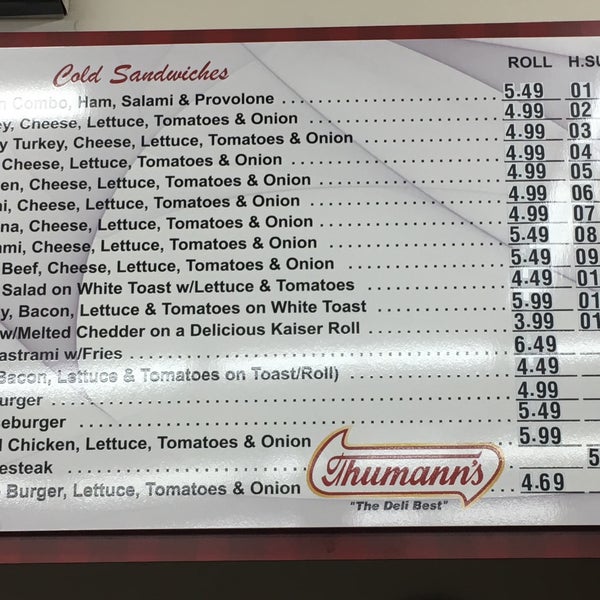 Cold Sandwiches ROLL H.SU
Combo, Ham, Salami & Provolone 5.49 01
Cheese, Lettuce, Tomatoes & Onion 4.99 02
Turkey, Cheese, Lettuce, Tomatoes & Onion 4.99 03
Cheese, Lettuce, Tomatoes & Onion 4.99 04
Cheese, Lettuce, Tomatoes & Onion 4.99 05
Cheese, Lettuce, Tomatoes & Onion 4.99 06
Cheese, Lettuce, Tomatoes & Onion 4.99 07
Cheese, Lettuce, Tomatoes & Onion 5.49 08
Beef, Cheese, Lettuce, Tomatoes & Onion 5.49 09
Salad on White Toast w/Lettuce & Tomatoes 4.49 01
Bacon, Lettuce & Tomatoes on White Toast 5.99 01
w/Melted Chedder on a Delicious Kaiser Roll 3.99 01
astrami w/Fries 6.49
Bacon, Lettuce & Tomatoes on Toast/Roll) 4.49
urger 4.99
eburger 5.49
Chicken, Lettuce, Tomatoes & Onion 5.99
esteak 5
Burger, Lettuce, Tomatoes & Onion 4.69
Thumann's
"The Deli Best"